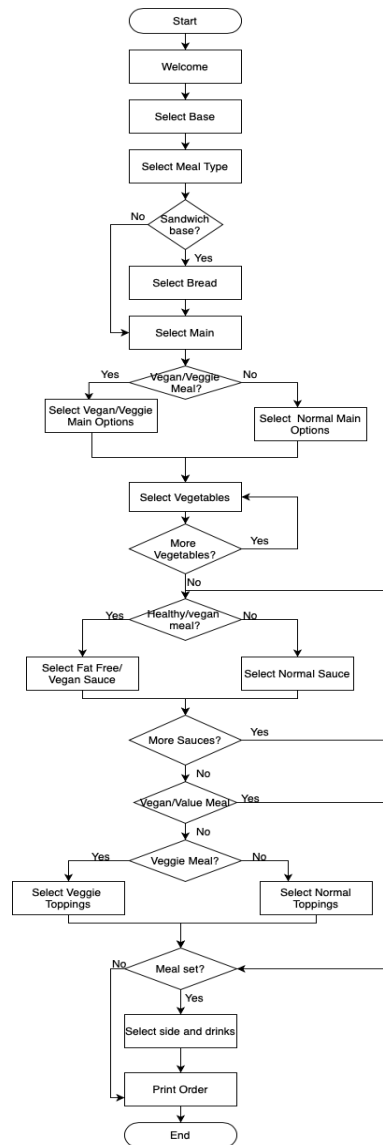 Start
Welcome
Select Base
Select Meal Type
No
Sandwich
base?
Yes
Select Bread
Select Main
Yes
Vegan/Veggie
Meal?
No
Select Vegan/Veggie
Main Options
Select Normal Main
Options
Select Vegetables
More
Vegetables?
Yes
No
Yes
Healthy/vegan
meal?
No
Select Fat Free/
Vegan Sauce
Select Normal Sauce
More Sauces?
Yes
No
Vegan/Value Meal
Yes
No
Yes
Veggie Meal?
No
Select Veggie
Toppings
Select Normal
Toppings
No
Meal set?
Yes
Select side and drinks
Print Order
End